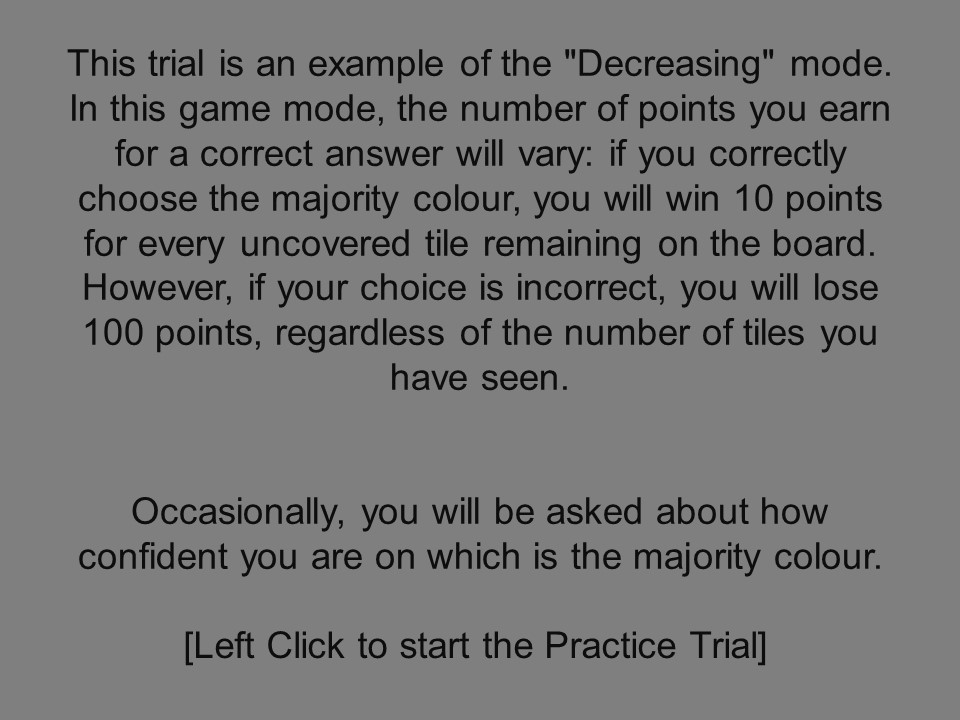 This trial is an example of the "Decreasing" mode.
In this game mode, the number of points you earn
for a correct answer will vary: if you correctly
choose the majority colour, you will win 10 points
for every uncovered tile remaining on the board.
However, if your choice is incorrect, you will lose
100 points, regardless of the number of tiles you
have seen.
Occasionally, you will be asked about how
confident you are on which is the majority colour.
[Left Click to start the Practice Trial]